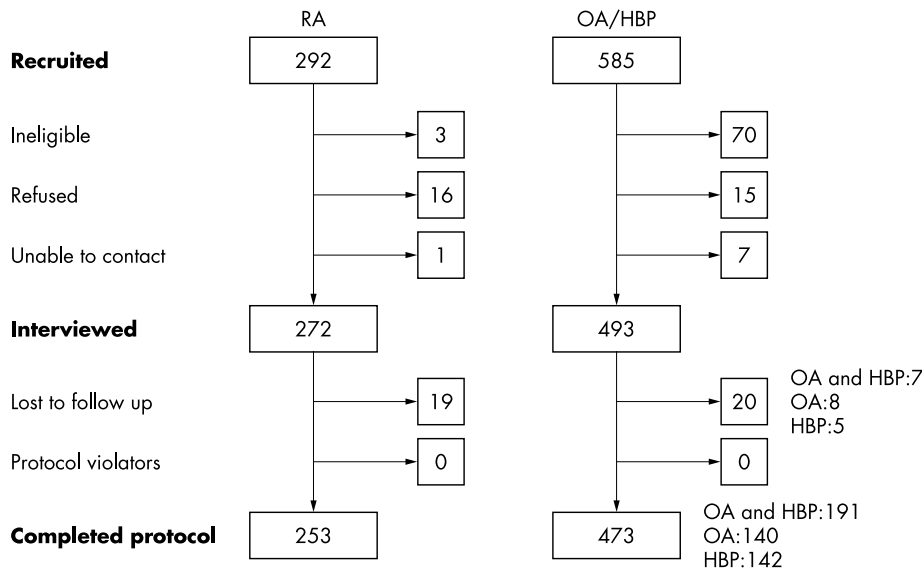 RA OA/HBP
Recruited 292 585
Ineligible 3 70
Refused 16 15
Unable to contact 1 7
Interviewed 272 493
Lost to follow up 19 20
OA and HBP:7
OA:8
HBP:5
Protocol violators 0 0
Completed protocol 253 473
OA and HBP:191
OA:140
HBP:142